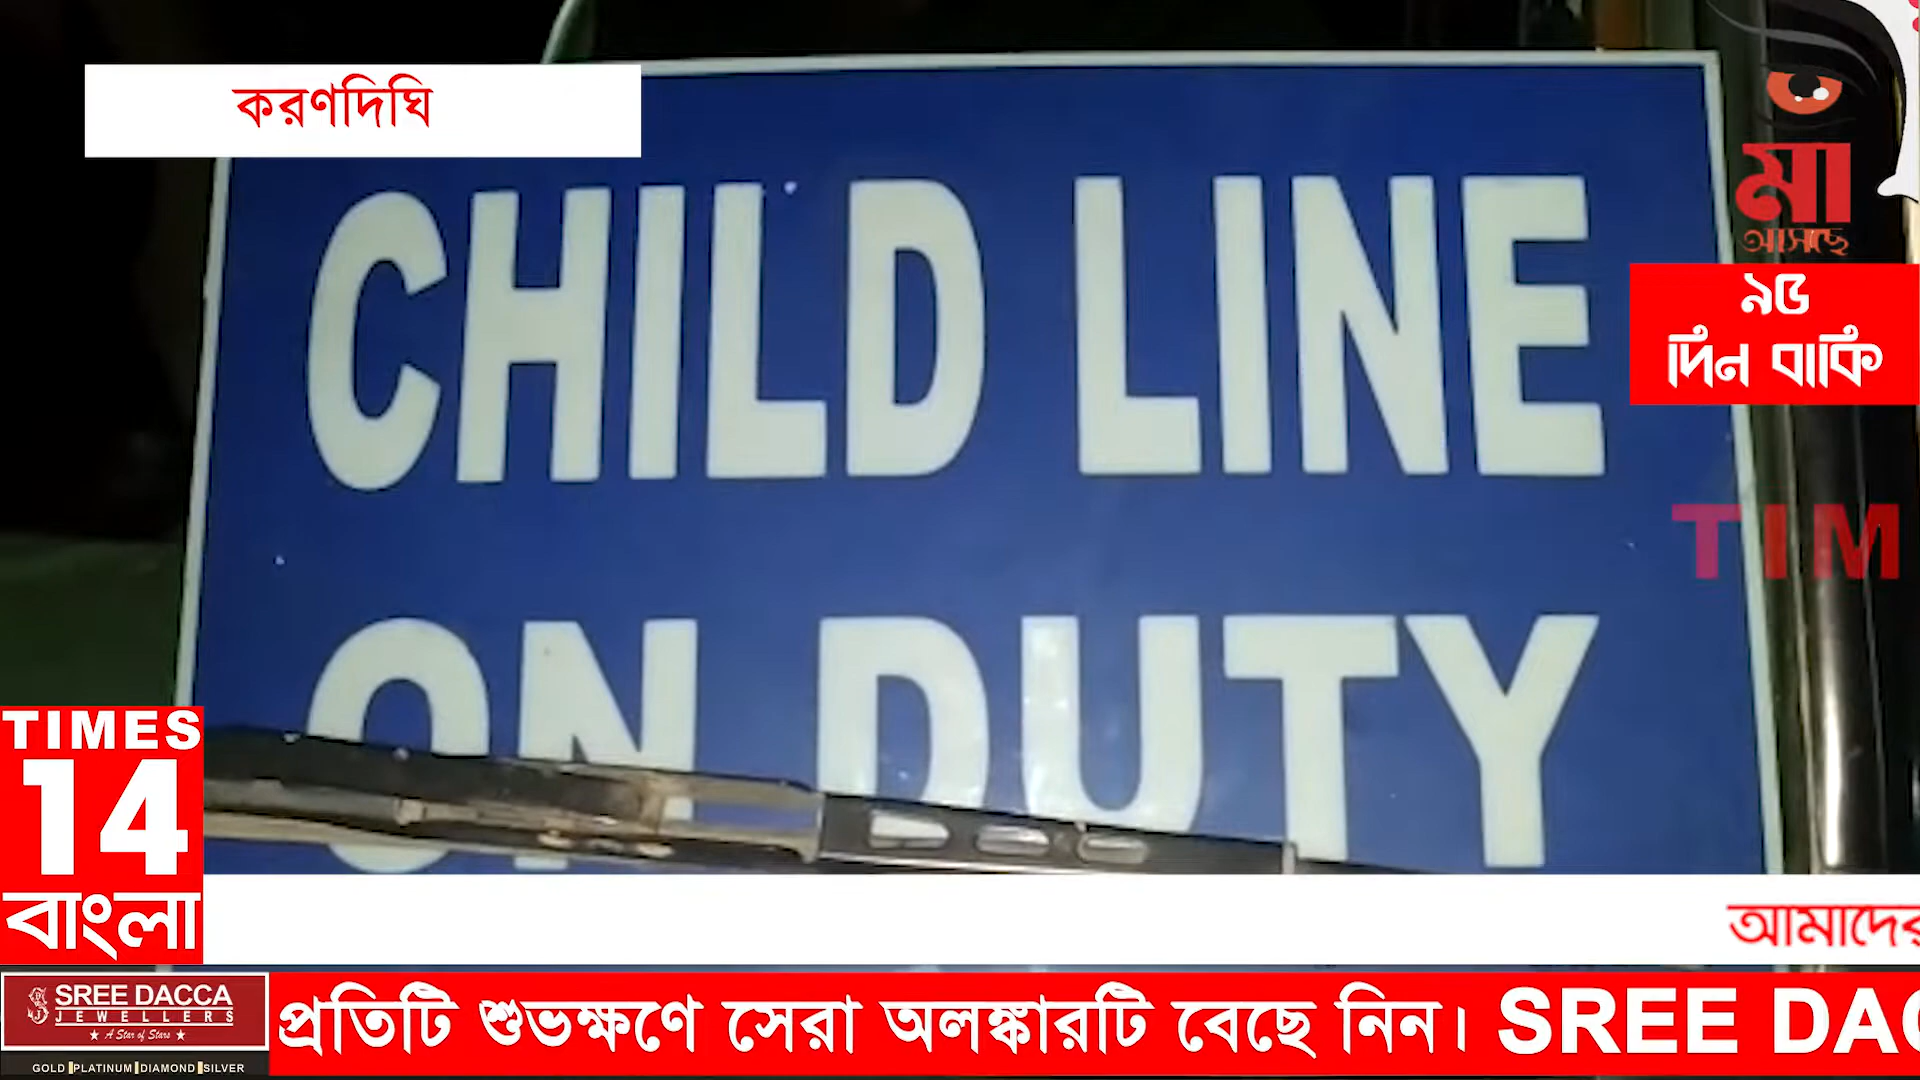 করণদিঘি
CHILD LINE
ON DUTY
মা
আসছে
৯৫
দিন বাকি
TIM
TIMES
14
বাংলা
আমাদের
SREE DACCA
JEWELLERS
★ A Star of Stars ★
GOLD PLATINUM DIAMOND SILVER
প্রতিটি শুভক্ষণে সেরা অলঙ্কারটি বেছে নিন। SREE DAC